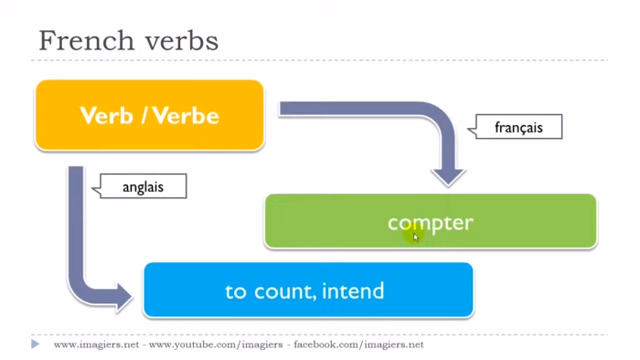 French verbs
Verb / Verbe
français
anglais
compter
to count, intend
www.imagiers.net - www.youtube.com/imagiers - facebook.com/imagiers.net